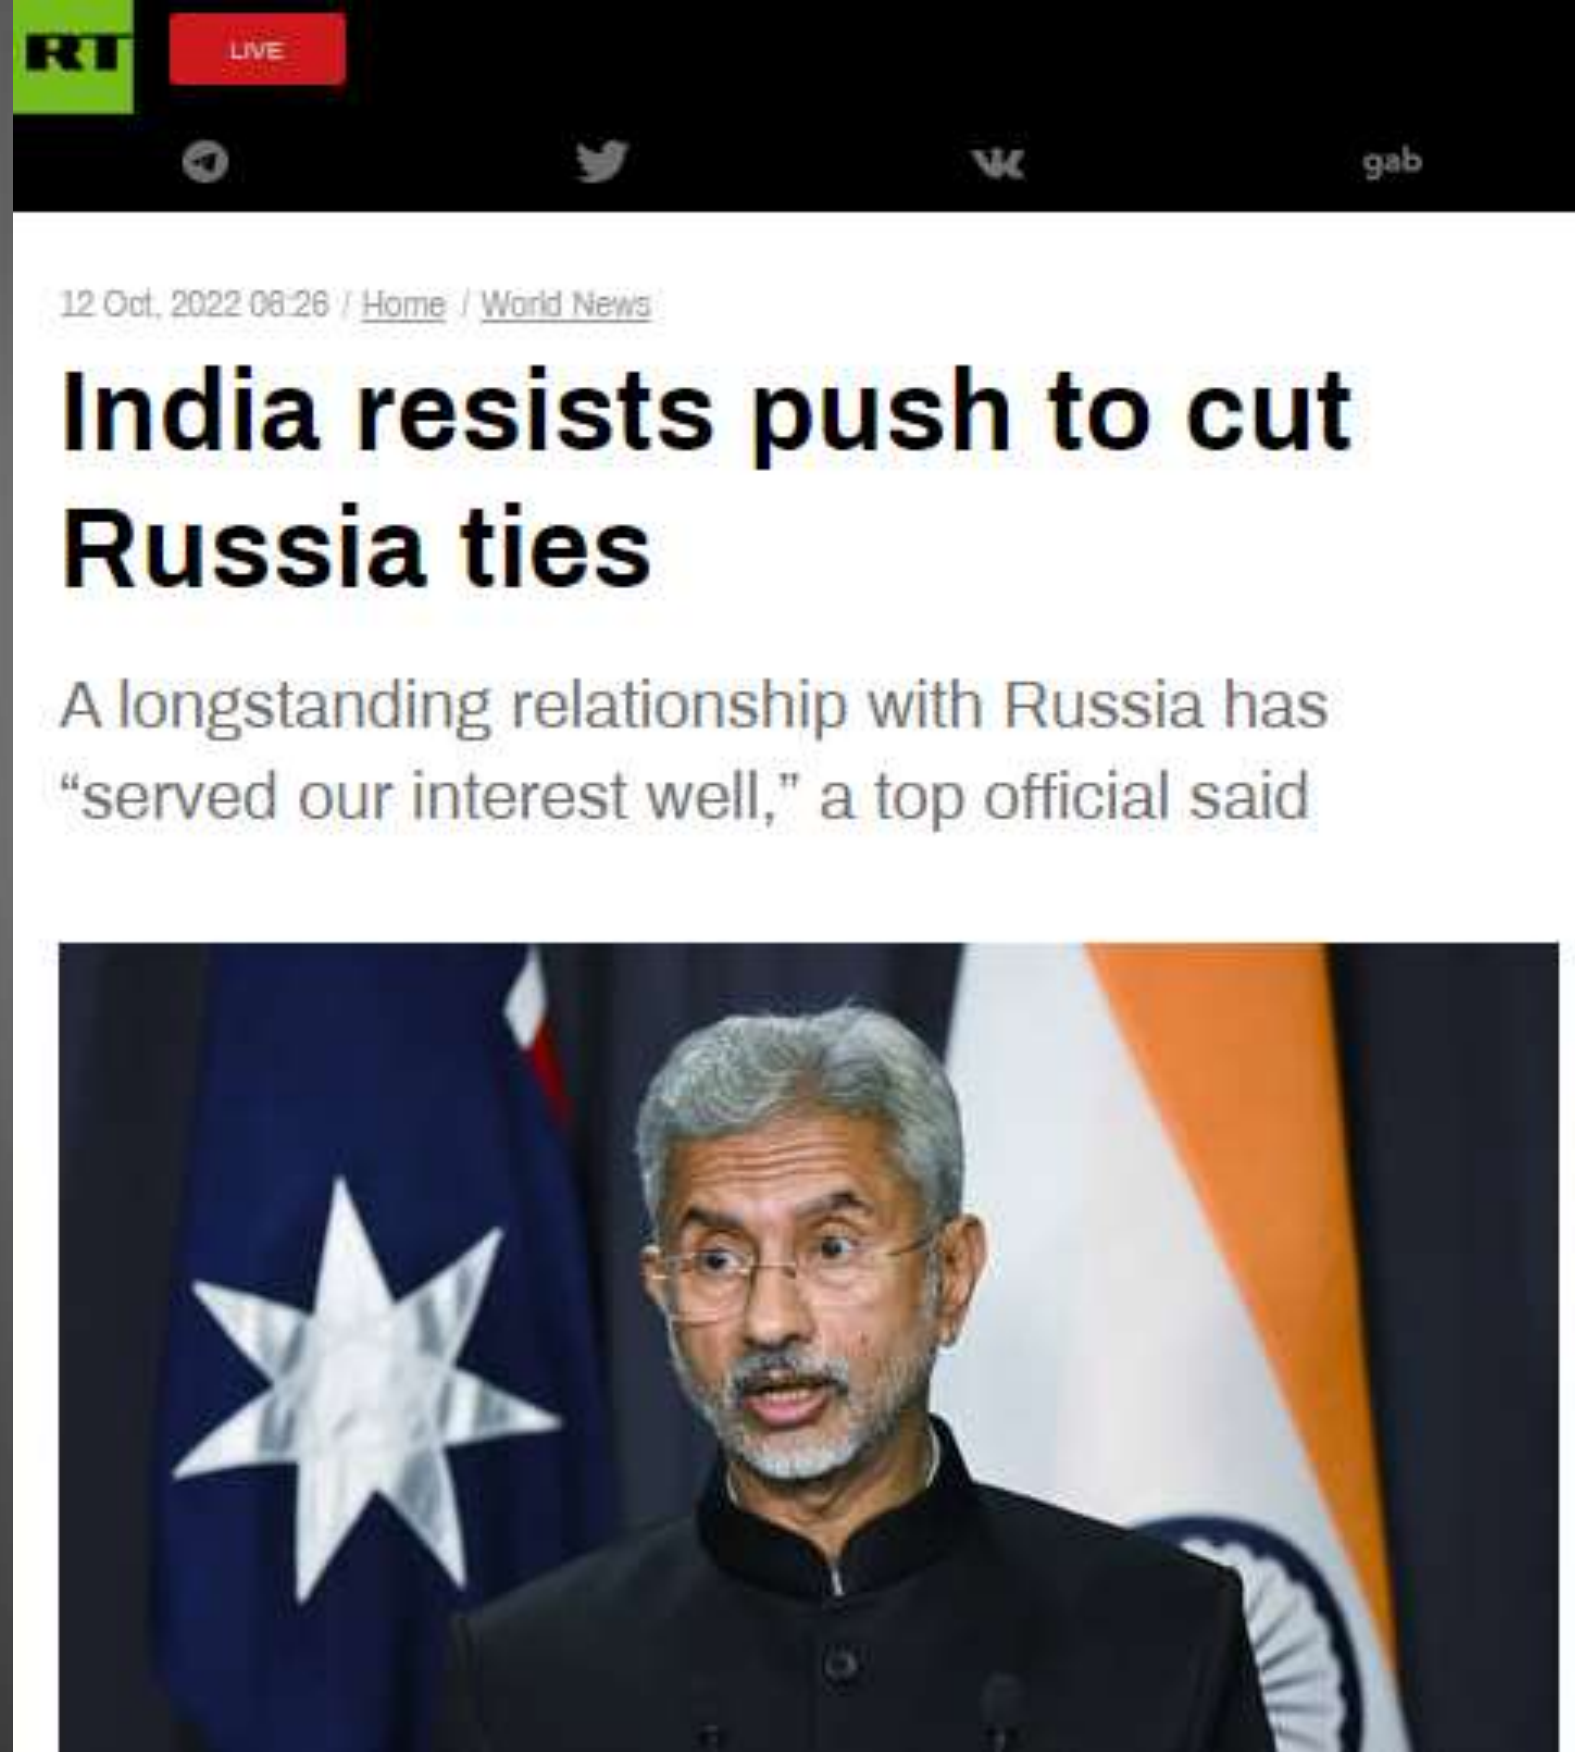 RT
LIVE
gab
12 Oct, 2022 06:26 / Home / World News
India resists push to cut
Russia ties
A longstanding relationship with Russia has
“served our interest well,” a top official said